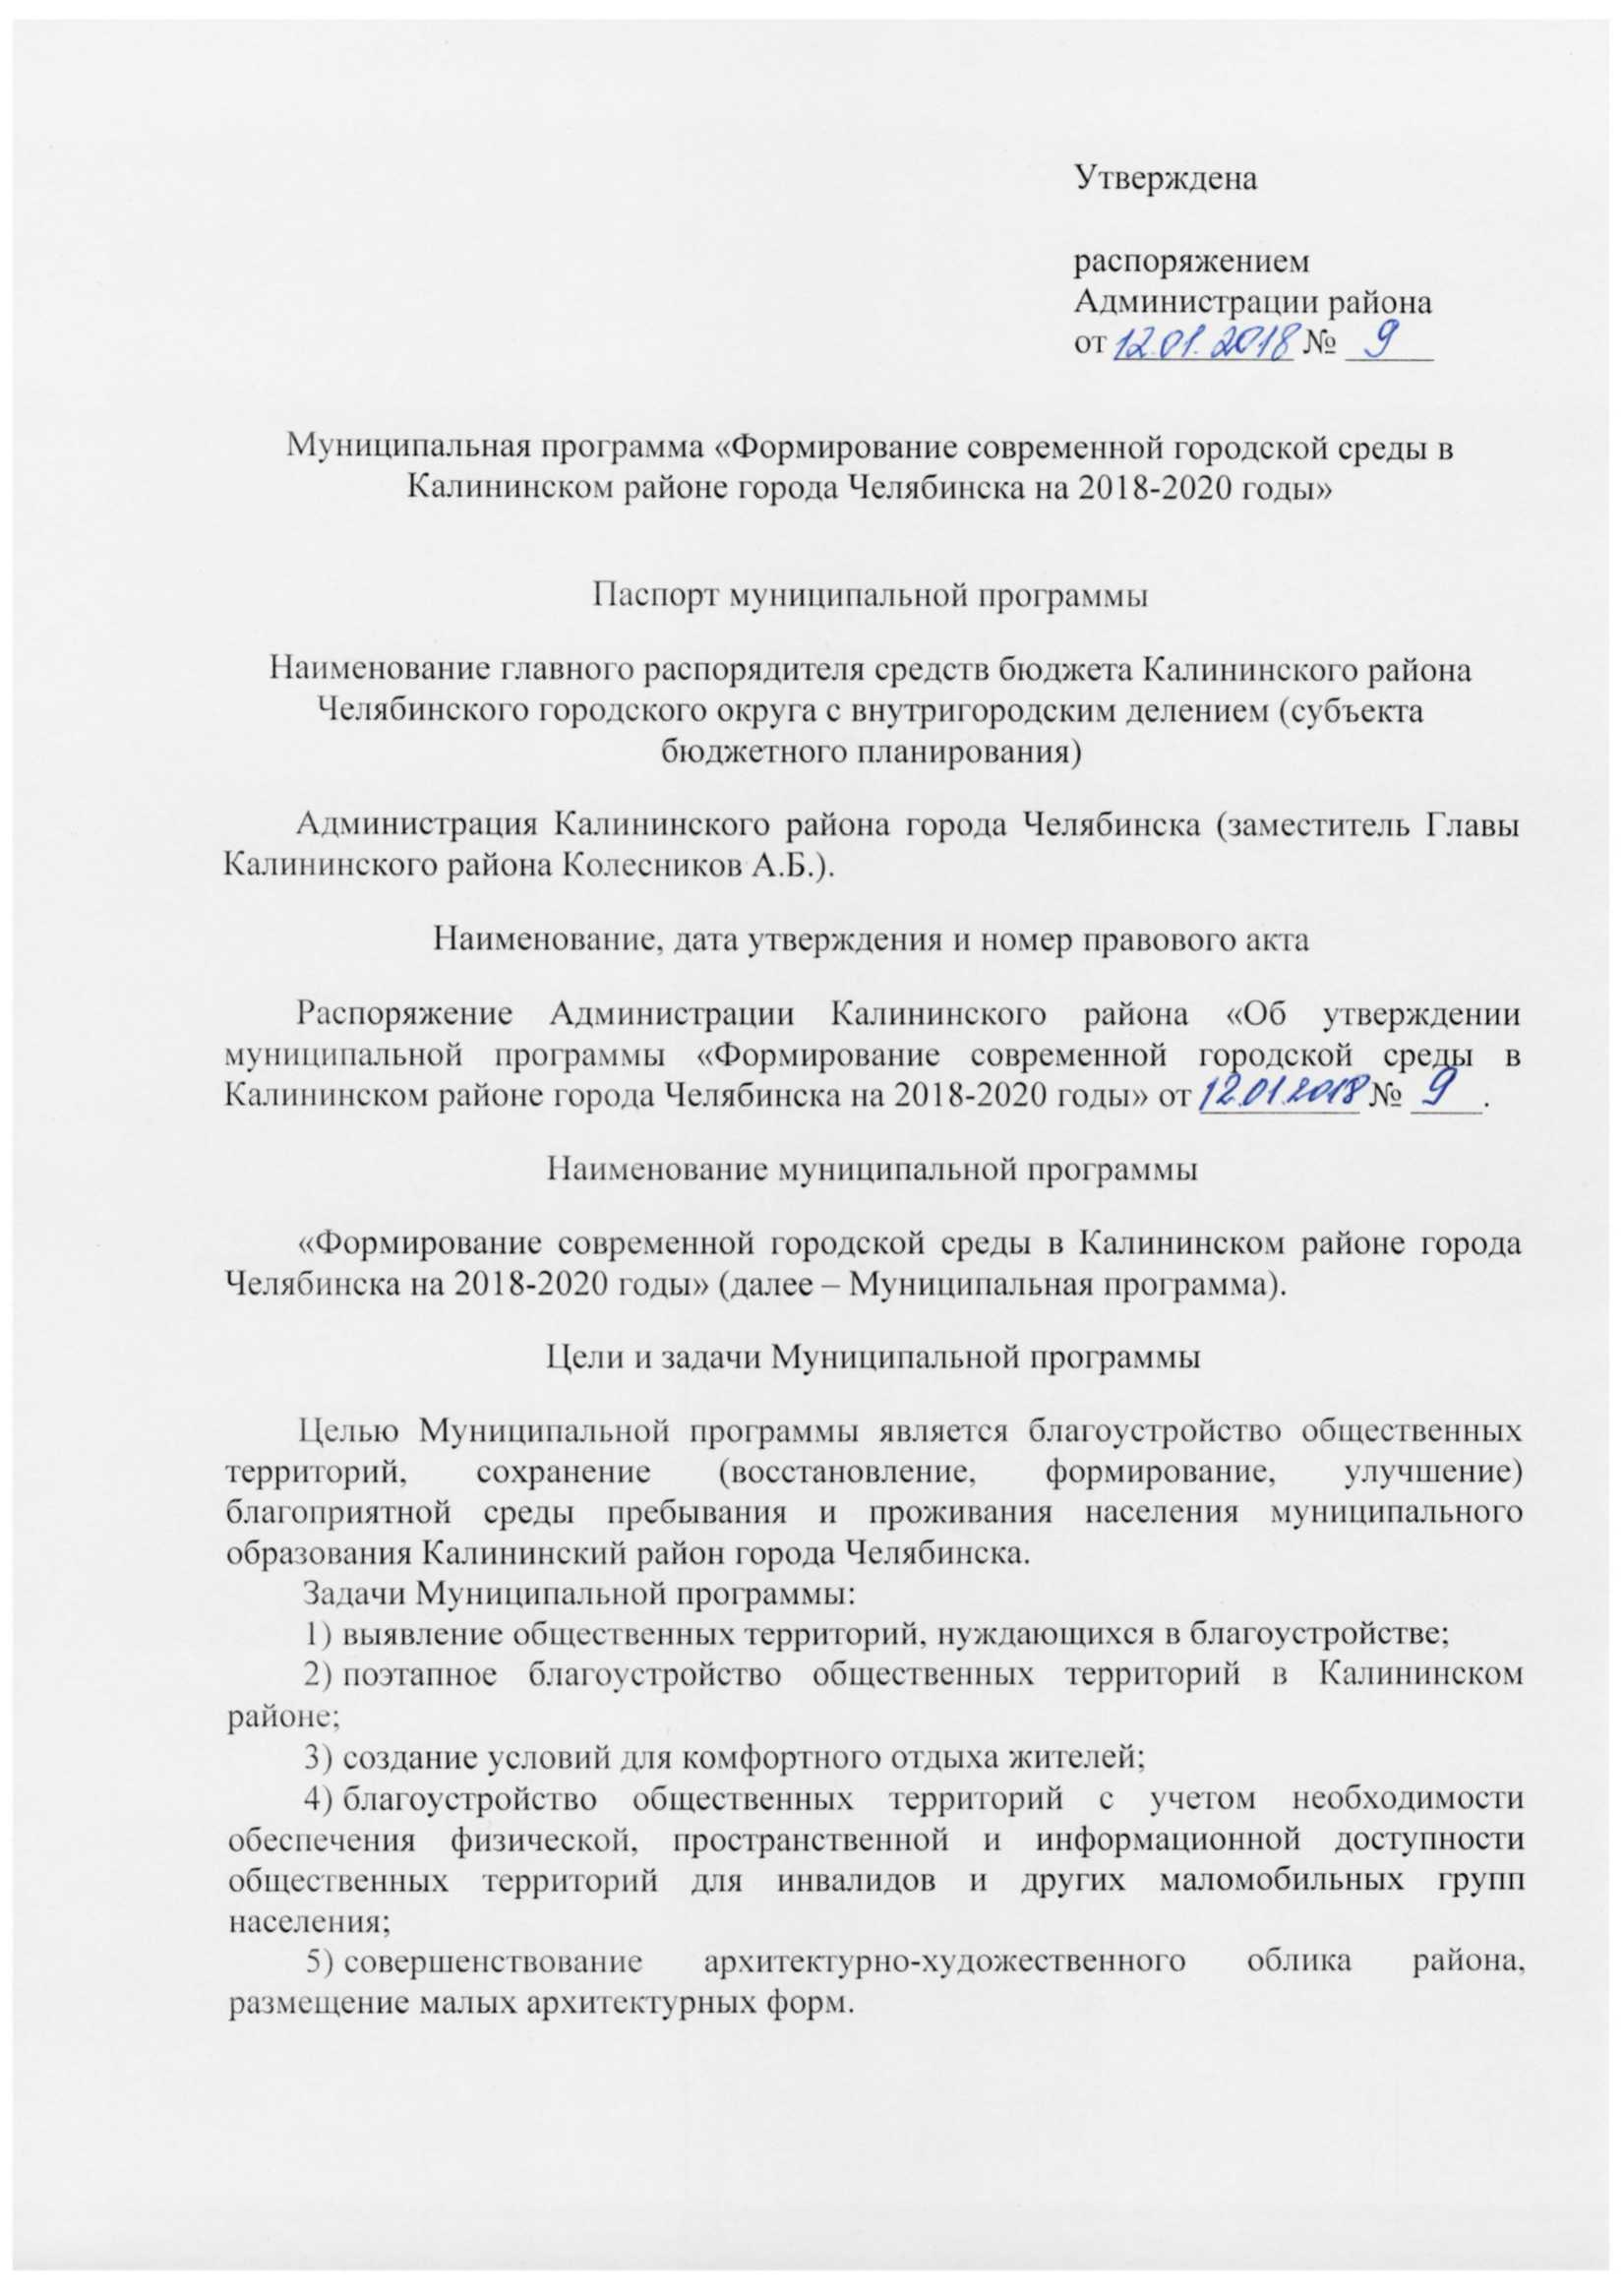 Утверждена
распоряжением
Администрации района
от 12.01.2018 № 9
Муниципальная программа «Формирование современной городской среды в
Калининском районе города Челябинска на 2018-2020 годы»
Паспорт муниципальной программы
Наименование главного распорядителя средств бюджета Калининского района
Челябинского городского округа с внутригородским делением (субъекта
бюджетного планирования)
Администрация Калининского района города Челябинска (заместитель Главы
Калининского района Колесников А.Б.).
Наименование, дата утверждения и номер правового акта
Распоряжение Администрации Калининского района «Об утверждении
муниципальной программы «Формирование современной городской среды в
Калининском районе города Челябинска на 2018-2020 годы» от 12.01.2018 № 9.
Наименование муниципальной программы
«Формирование современной городской среды в Калининском районе города
Челябинска на 2018-2020 годы» (далее – Муниципальная программа).
Цели и задачи Муниципальной программы
Целью Муниципальной программы является благоустройство общественных
территорий, сохранение (восстановление, формирование, улучшение)
благоприятной среды пребывания и проживания населения муниципального
образования Калининский район города Челябинска.
Задачи Муниципальной программы:
1) выявление общественных территорий, нуждающихся в благоустройстве;
2) поэтапное благоустройство общественных территорий в Калининском
районе;
3) создание условий для комфортного отдыха жителей;
4) благоустройство общественных территорий с учетом необходимости
обеспечения физической, пространственной и информационной доступности
общественных территорий для инвалидов и других маломобильных групп
населения;
5) совершенствование архитектурно-художественного облика района,
размещение малых архитектурных форм.